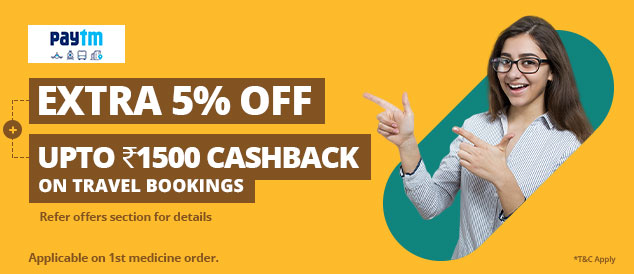 paytm
EXTRA 5% OFF
+
UPTO ₹1500 CASHBACK
ON TRAVEL BOOKINGS
Refer offers section for details
Applicable on 1st medicine order.
*T&C Apply